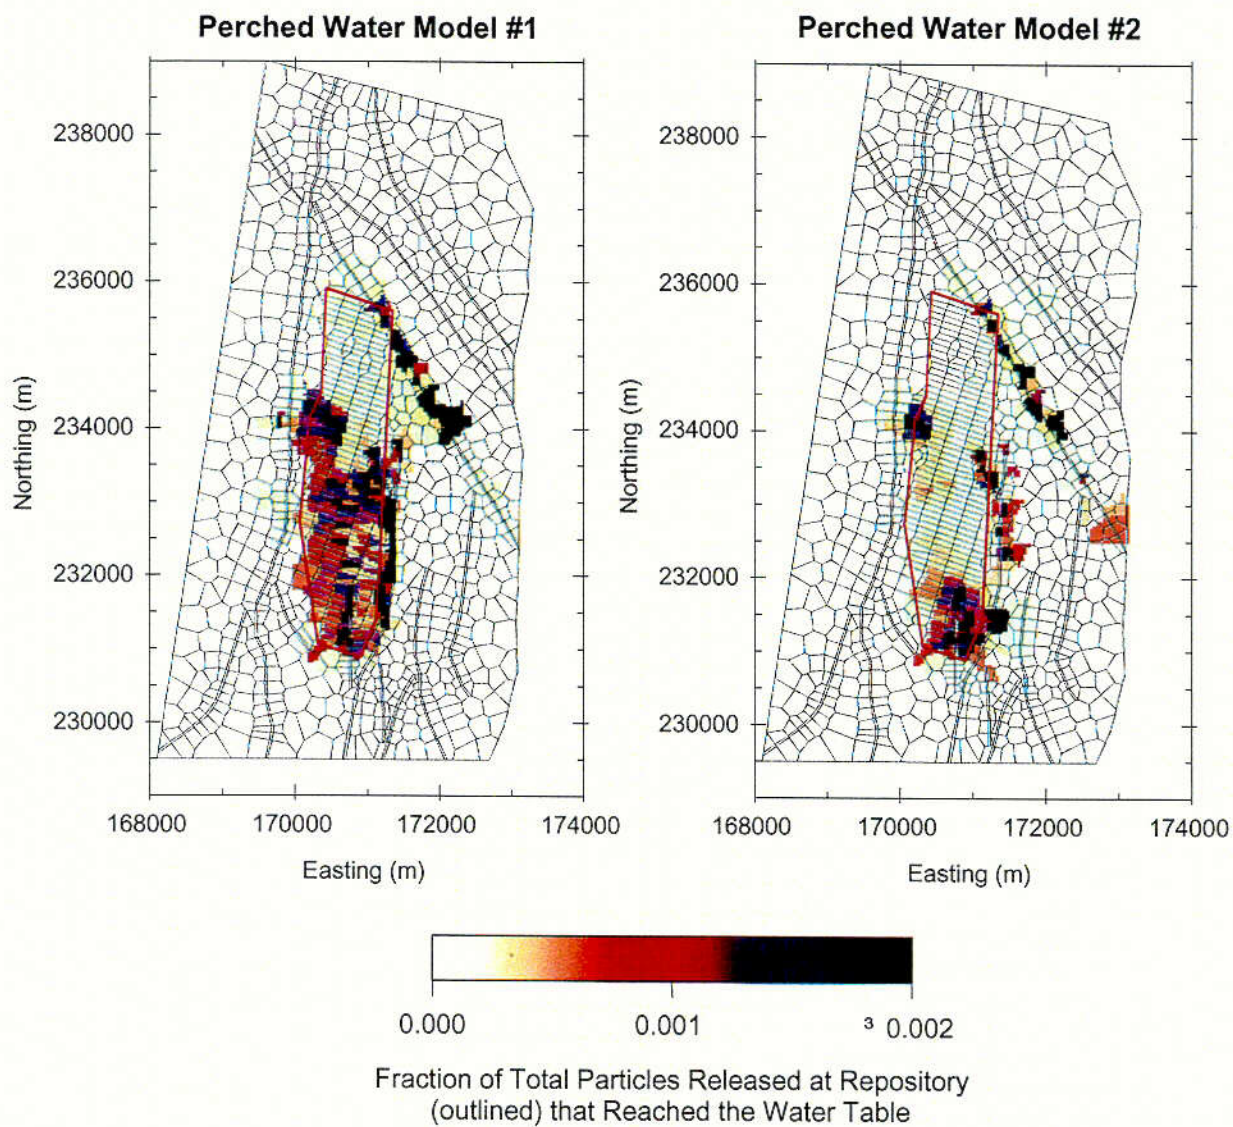 Perched Water Model #1
Perched Water Model #2
238000
236000
234000
232000
230000
Northing (m)
168000
170000
172000
174000
Easting (m)
238000
236000
234000
232000
230000
Northing (m)
168000
170000
172000
174000
Easting (m)
0.000
0.001
³ 0.002
Fraction of Total Particles Released at Repository
(outlined) that Reached the Water Table